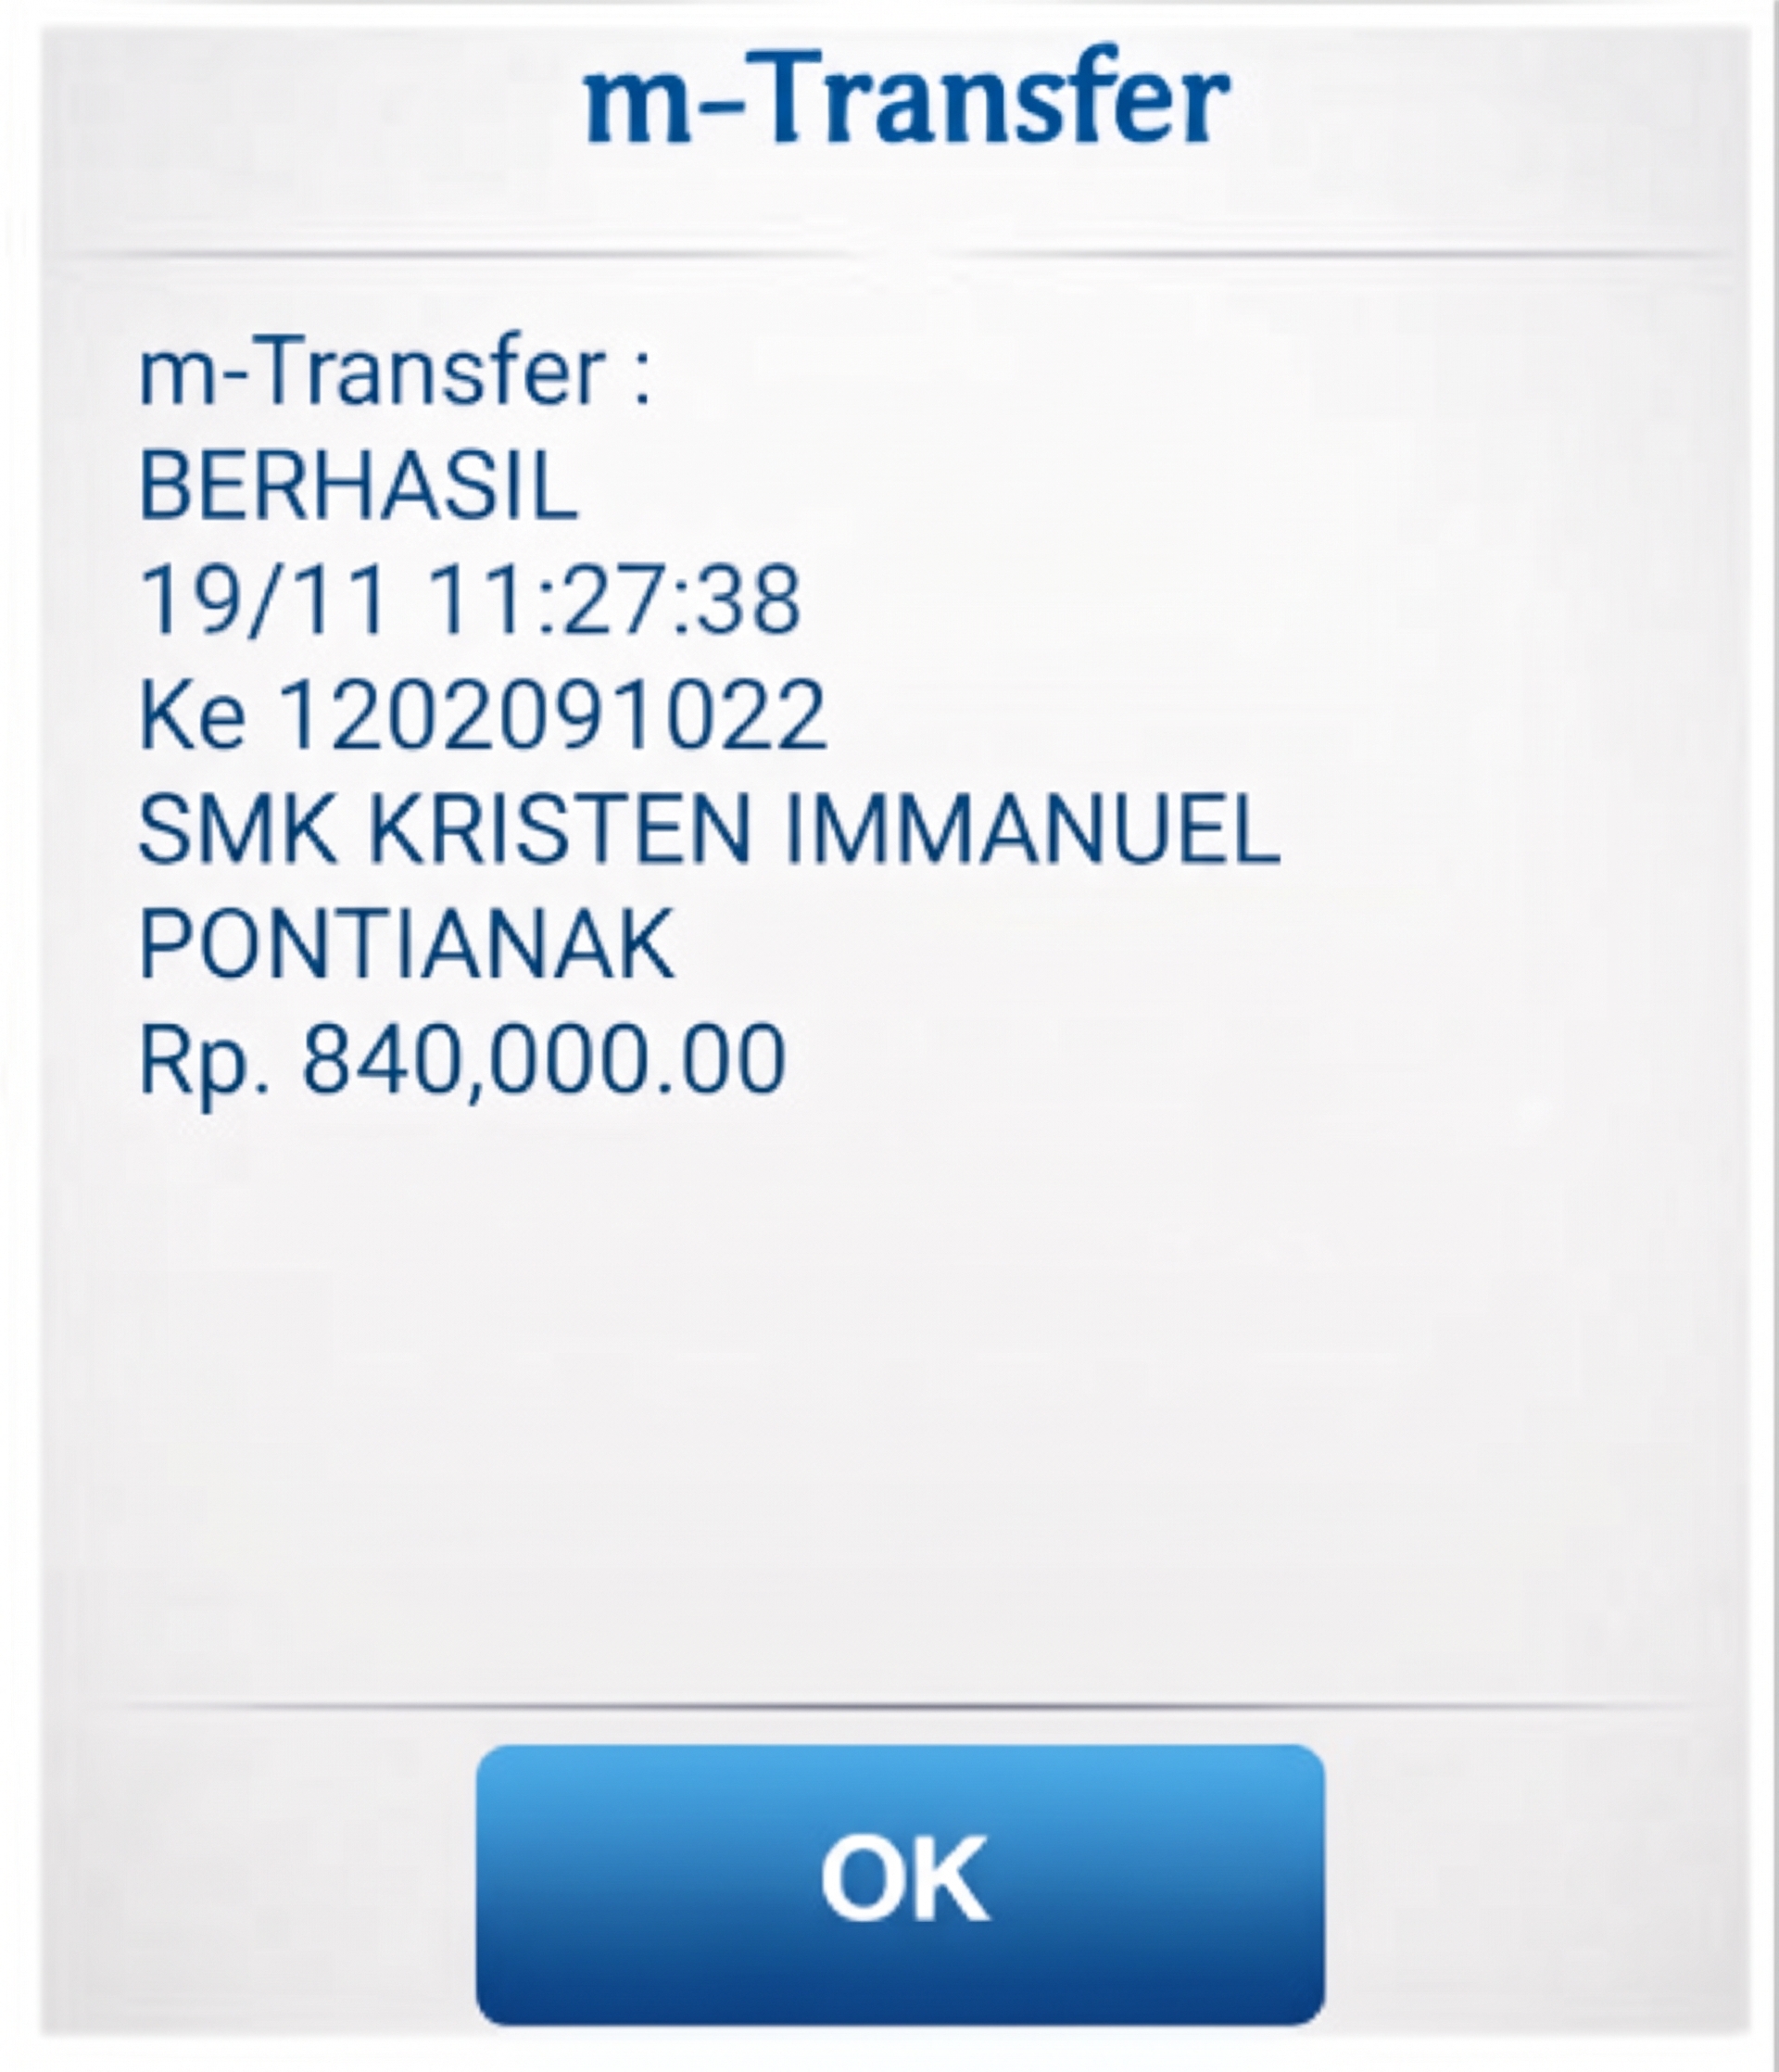 m-Transfer
m-Transfer :
BERHASIL
19/11 11:27:38
Ke 1202091022
SMK KRISTEN IMMANUEL
PONTIANAK
Rp. 840,000.00
OK